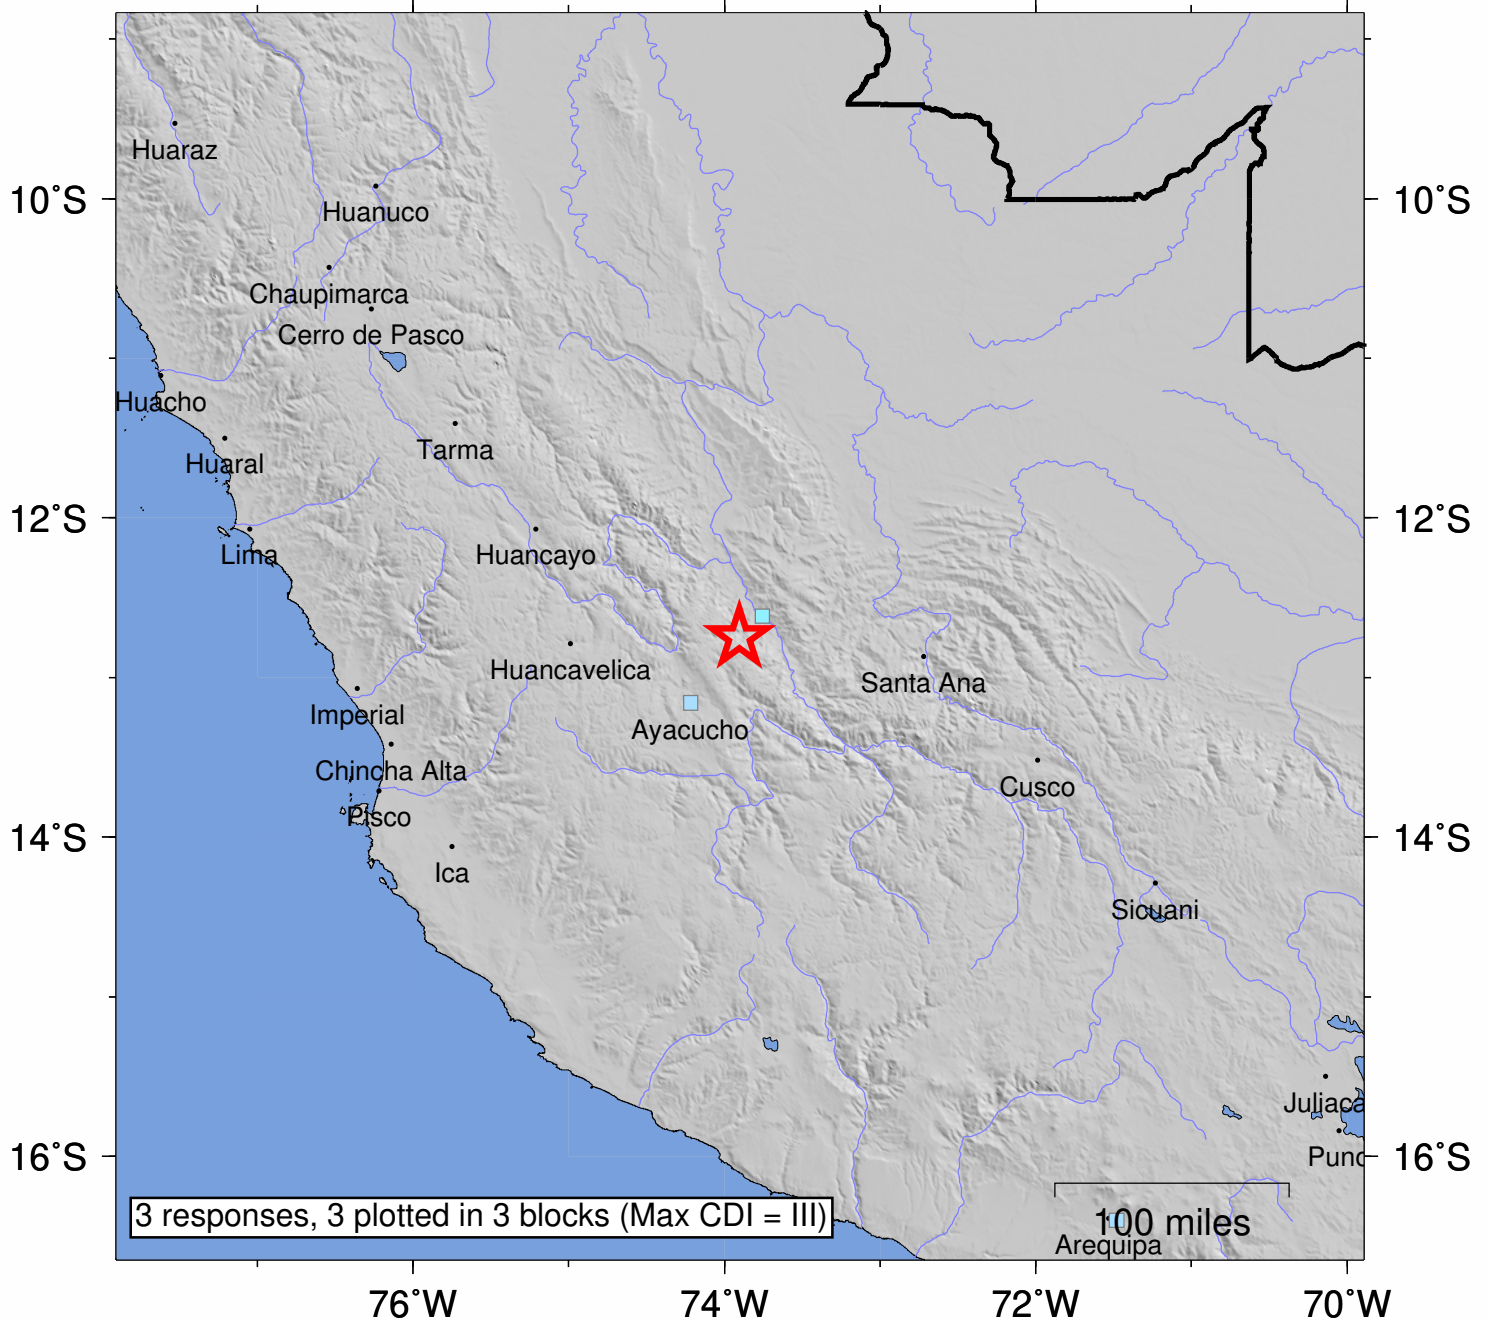 Huaraz
10˚S
10˚S
Huanuco
Chaupimarca
Cerro de Pasco
Huacho
Tarma
Huaral
12˚S
12˚S
Lima
Huancayo
Huancavelica
Santa Ana
Imperial
Ayacucho
Chincha Alta
Cusco
Pisco
14˚S
14˚S
Ica
Sicuani
Juliaca
16˚S
Puno
16˚S
3 responses, 3 plotted in 3 blocks (Max CDI = III)
100 miles
Arequipa
76˚W
74˚W
72˚W
70˚W